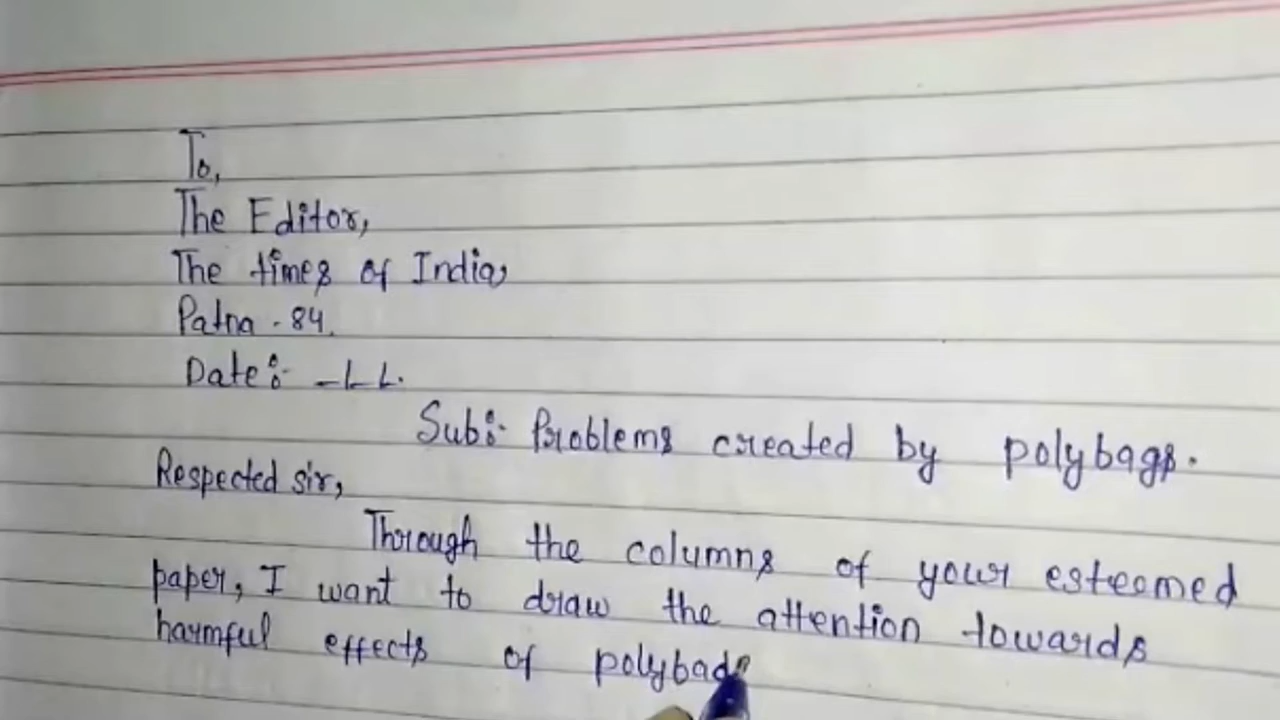 To,
The Editor,
The times of India,
Patna - 84.
Date:-
Sub:- Problems created by polybags.
Respected sir,
Through the columns of your esteemed
paper, I want to draw the attention towards
harmful effects of